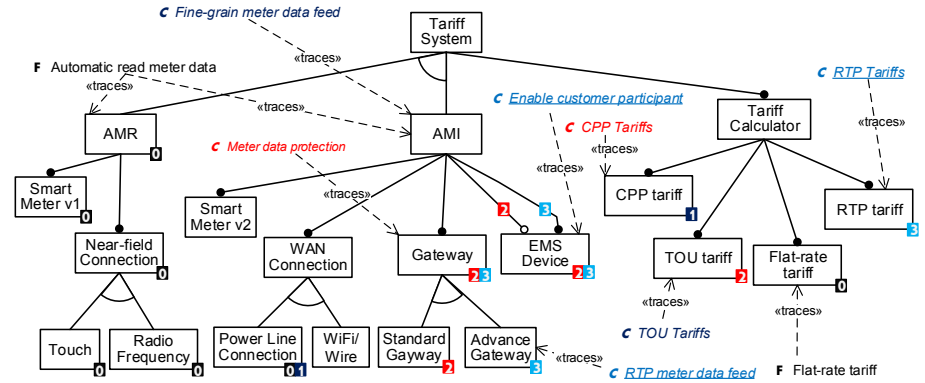 C Fine-grain meter data feed
Tariff
System
«traces»
F Automatic read meter data
«traces»
«traces»
C RTP Tariffs
C Enable customer participant
AMR
0
AMI
C CPP Tariffs
«traces»
Tariff
Calculator
«traces»
C Meter data protection
«traces»
«traces»
Smart
Meter v1
0
Smart
Meter v2
2
3
CPP tariff
1
RTP tariff
3
Near-field
Connection
0
WAN
Connection
Gateway
2 3
EMS
Device
2 3
TOU tariff
2
Flat-rate
tariff
0
«traces»
«traces»
Touch
0
Radio
Frequency
0
Power Line
Connection
0 1
WiFi/
Wire
Standard
Gayway
2
Advance
Gateway
3
C TOU Tariffs
«traces»
C RTP meter data feed
F Flat-rate tariff